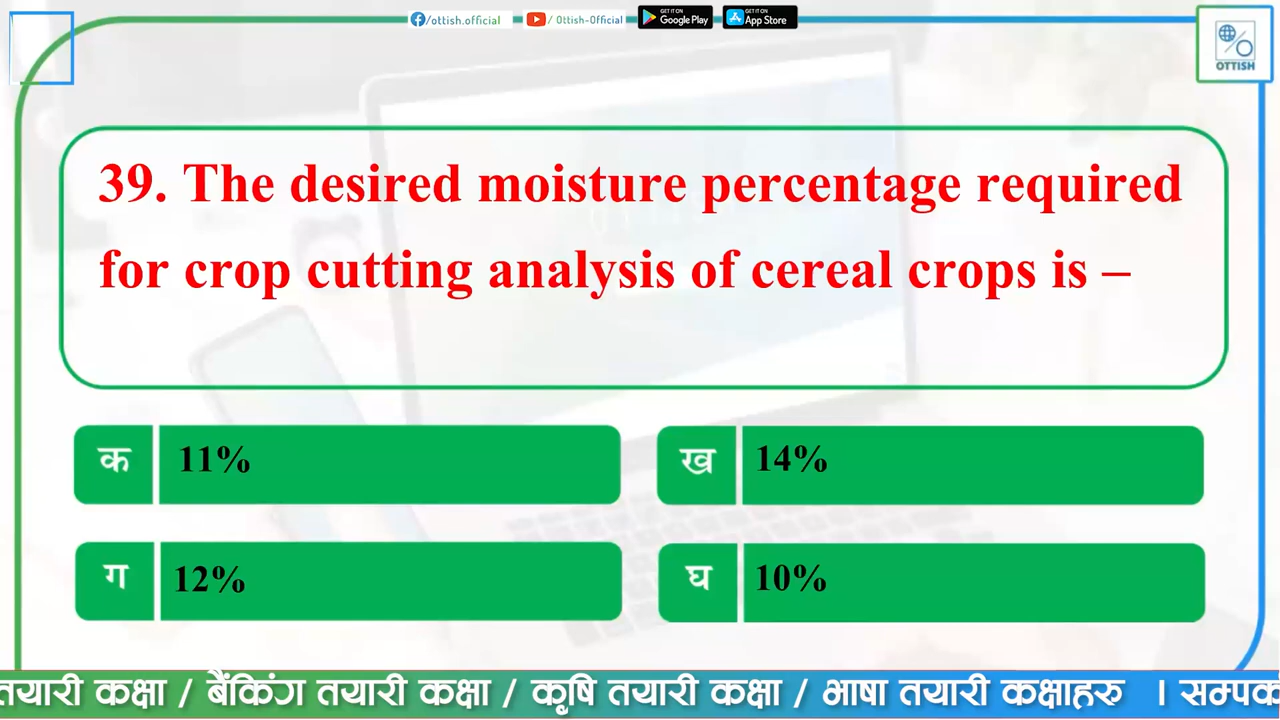 /ottish.official / Ottish-Official GET IT ON Google Play GET IT ON App Store
OTTISH
39. The desired moisture percentage required
for crop cutting analysis of cereal crops is –
क 11%
ख 14%
ग 12%
घ 10%
तयारी कक्षा / बैंकिंग तयारी कक्षा / कृषि तयारी कक्षा / भाषा तयारी कक्षाहरु । सम्पर्क